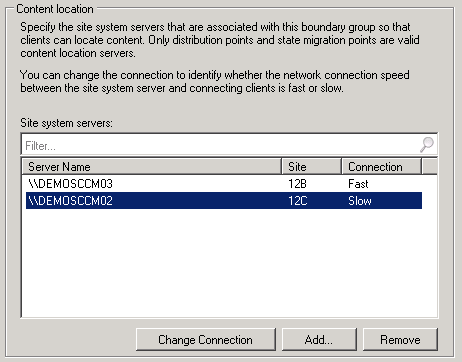 Content location
Specify the site system servers that are associated with this boundary group so that
clients can locate content. Only distribution points and state migration points are valid
content location servers.
You can change the connection to identify whether the network connection speed
between the site system server and connecting clients is fast or slow.
Site system servers:
Filter...
Server Name Site Connection
\\DEMOSCCM03 12B Fast
\\DEMOSCCM02 12C Slow
Change Connection Add... Remove